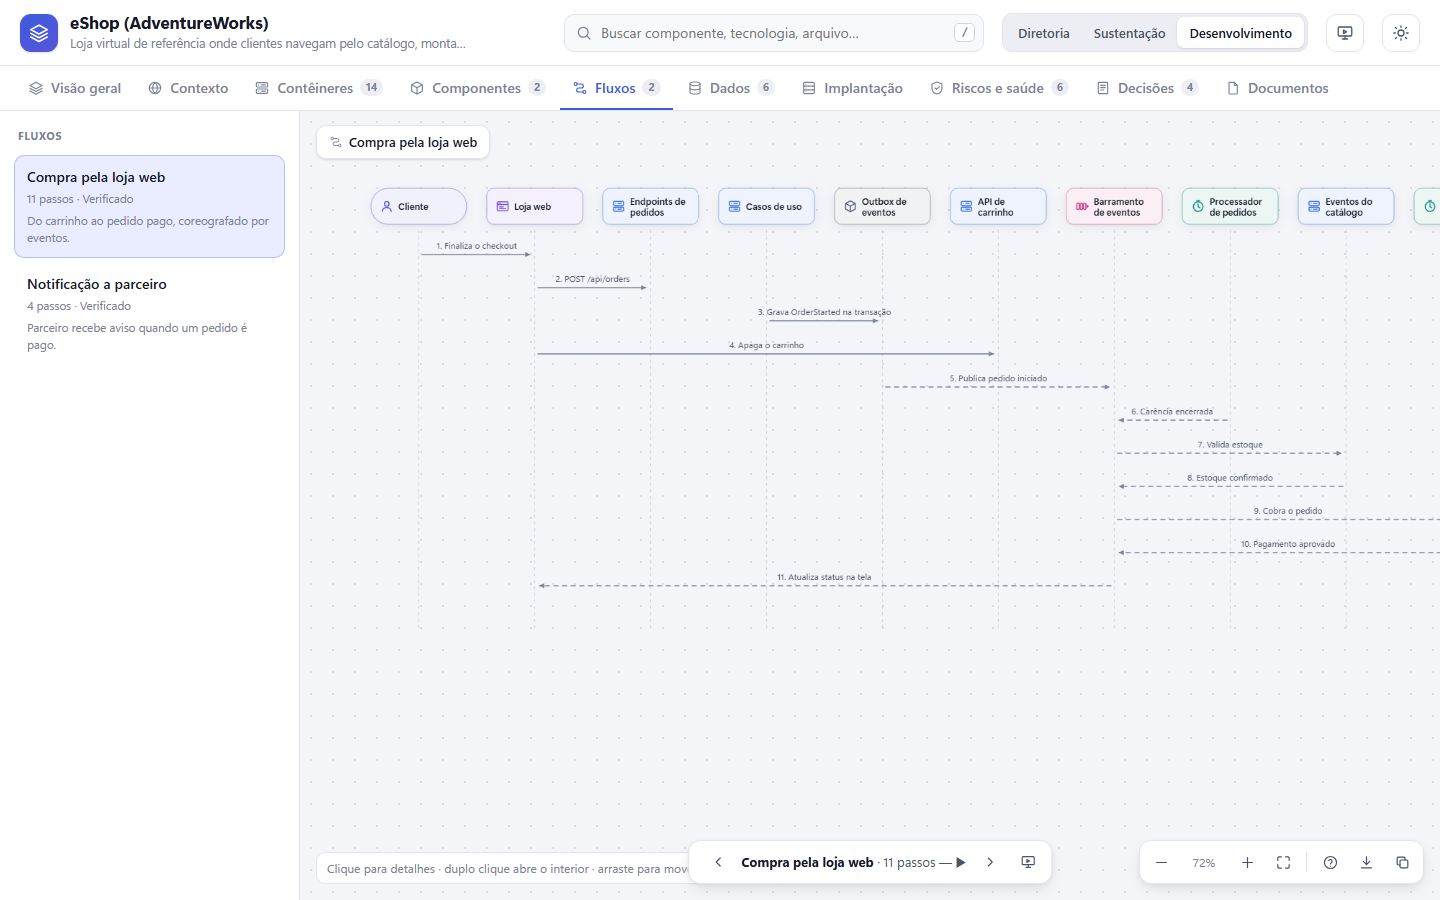 eShop (AdventureWorks)
Loja virtual de referência onde clientes navegam pelo catálogo, monta...
Buscar componente, tecnologia, arquivo...
/
Diretoria
Sustentação
Desenvolvimento
Visão geral
Contexto
Contêineres 14
Componentes 2
Fluxos 2
Dados 6
Implantação
Riscos e saúde 6
Decisões 4
Documentos
FLUXOS
Compra pela loja web
11 passos · Verificado
Do carrinho ao pedido pago, coreografado por
eventos.
Notificação a parceiro
4 passos · Verificado
Parceiro recebe aviso quando um pedido é
pago.
Compra pela loja web
Cliente
Loja web
Endpoints de
pedidos
Casos de uso
Outbox de
eventos
API de
carrinho
Barramento
de eventos
Processador
de pedidos
Eventos do
catálogo
1. Finaliza o checkout
2. POST /api/orders
3. Grava OrderStarted na transação
4. Apaga o carrinho
5. Publica pedido iniciado
6. Carência encerrada
7. Valida estoque
8. Estoque confirmado
9. Cobra o pedido
10. Pagamento aprovado
11. Atualiza status na tela
Clique para detalhes · duplo clique abre o interior · arraste para mov
Compra pela loja web · 11 passos — ▶
72%